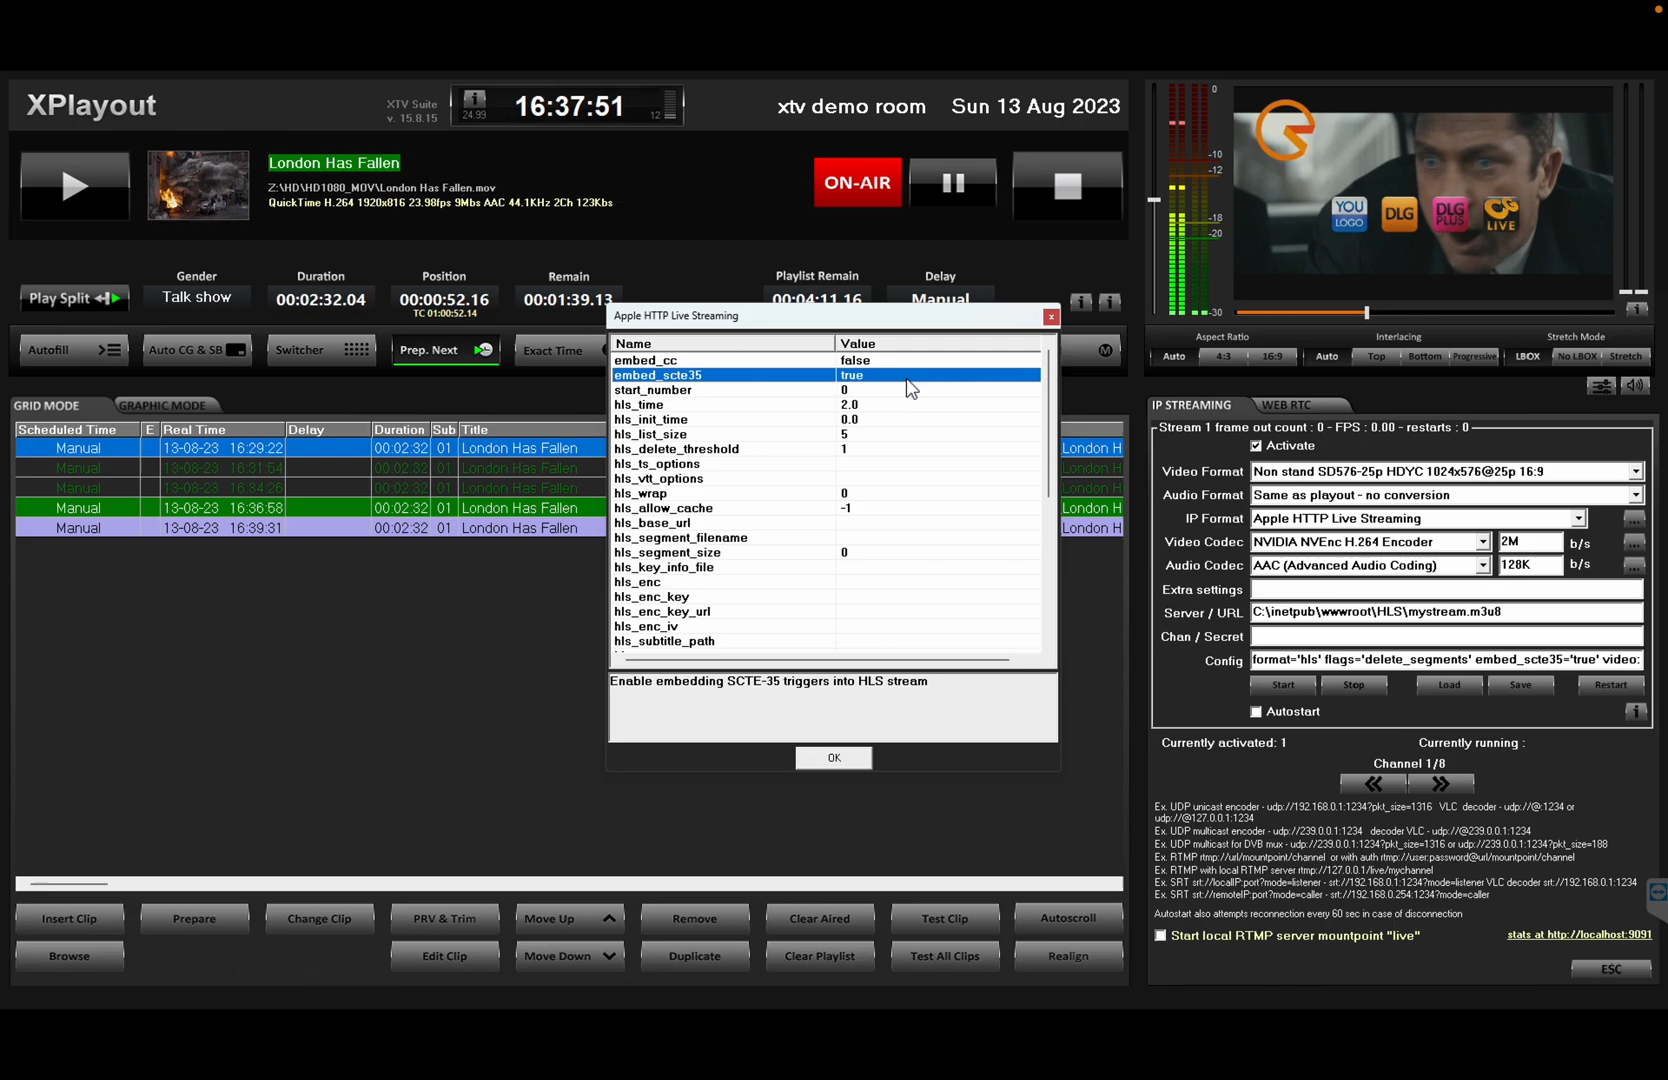 XPlayout
XTV Suite
v. 15.8.15
24.99
16:37:51
12
xtv demo room
Sun 13 Aug 2023
London Has Fallen
Z:\HD\HD1080_MOV\London Has Fallen.mov
QuickTime H.264 1920x816 23.98fps 9Mbs AAC 44.1KHz 2Ch 123Kbs
ON-AIR
Play Split
Gender
Talk show
Duration
00:02:32.04
Position
00:00:52.16
TC 01:00:52.14
Remain
00:01:39.13
Playlist Remain
00:04:11.16
Delay
Manual
Autofill
Auto CG & SB
Switcher
Prep. Next
Exact Time
M
GRID MODE
GRAPHIC MODE
Scheduled Time E Real Time Delay Duration Sub Title
Manual 13-08-23 16:29:22 00:02:32 01 London Has Fallen London H
Manual 13-08-23 16:31:54 00:02:32 01 London Has Fallen
Manual 13-08-23 16:34:26 00:02:32 01 London Has Fallen
Manual 13-08-23 16:36:58 00:02:32 01 London Has Fallen London H
Manual 13-08-23 16:39:31 00:02:32 01 London Has Fallen London H
Apple HTTP Live Streaming
x
Name Value
embed_cc false
embed_scte35 true
start_number 0
hls_time 2.0
hls_init_time 0.0
hls_list_size 5
hls_delete_threshold 1
hls_ts_options
hls_vtt_options
hls_wrap 0
hls_allow_cache -1
hls_base_url
hls_segment_filename
hls_segment_size 0
hls_key_info_file
hls_enc
hls_enc_key
hls_enc_key_url
hls_enc_iv
hls_subtitle_path
Enable embedding SCTE-35 triggers into HLS stream
OK
Insert Clip
Prepare
Change Clip
PRV & Trim
Move Up
Remove
Clear Aired
Test Clip
Autoscroll
Browse
Edit Clip
Move Down
Duplicate
Clear Playlist
Test All Clips
Realign
0
-10
-12
-18
-20
-30
YOU LOGO
DLG
DLG PLUS
LIVE
Aspect Ratio
Interlacing
Stretch Mode
Auto 4:3 16:9 Auto Top Bottom Progressive LBOX No LBOX Stretch
IP STREAMING
WEB RTC
Stream 1 frame out count : 0 - FPS : 0.00 - restarts : 0
Activate
Video Format Non stand SD576-25p HDYC 1024x576@25p 16:9
Audio Format Same as playout - no conversion
IP Format Apple HTTP Live Streaming ...
Video Codec NVIDIA NVEnc H.264 Encoder 2M b/s ...
Audio Codec AAC (Advanced Audio Coding) 128K b/s ...
Extra settings
Server / URL C:\inetpub\wwwroot\HLS\mystream.m3u8
Chan / Secret
Config format='hls' flags='delete_segments' embed_scte35='true' video:
Start Stop Load Save Restart
Autostart
Currently activated: 1
Currently running :
Channel 1/8
Ex. UDP unicast encoder - udp://192.168.0.1:1234?pkt_size=1316 VLC decoder - udp://@:1234 or
udp://@127.0.0.1:1234
Ex. UDP multicast encoder - udp://239.0.0.1:1234 decoder VLC - udp://@239.0.0.1:1234
Ex. UDP multicast for DVB mux - udp://239.0.0.1:1234?pkt_size=1316 or udp://239.0.0.1:1234?pkt_size=188
Ex. RTMP rtmp://url/mountpoint/channel or with auth rtmp://user:password@url/mountpoint/channel
Ex. RTMP with local RTMP server rtmp://127.0.0.1/live/mychannel
Ex. SRT srt://localIP:port?mode=listener - srt://192.168.0.1:1234?mode=listener VLC decoder srt://192.168.0.1:1234
Ex. SRT srt://remoteIP:port?mode=caller - srt://192.168.0.254:1234?mode=caller
Autostart also attempts reconnection every 60 sec in case of disconnection
Start local RTMP server mountpoint "live"
stats at http://localhost:9091
ESC